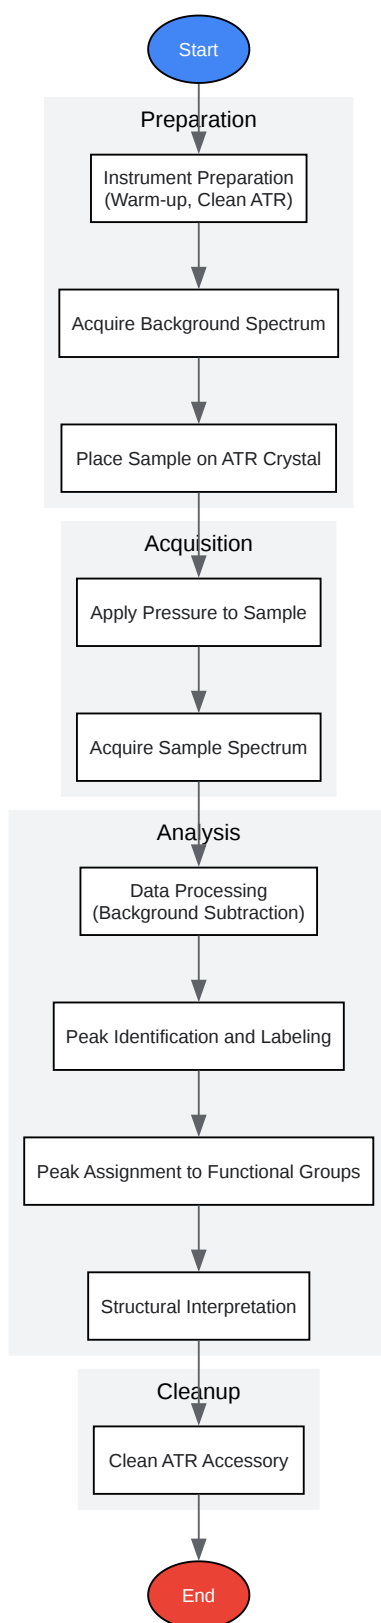 Start
Preparation
Instrument Preparation
(Warm-up, Clean ATR)
Acquire Background Spectrum
Place Sample on ATR Crystal
Acquisition
Apply Pressure to Sample
Acquire Sample Spectrum
Analysis
Data Processing
(Background Subtraction)
Peak Identification and Labeling
Peak Assignment to Functional Groups
Structural Interpretation
Cleanup
Clean ATR Accessory
End